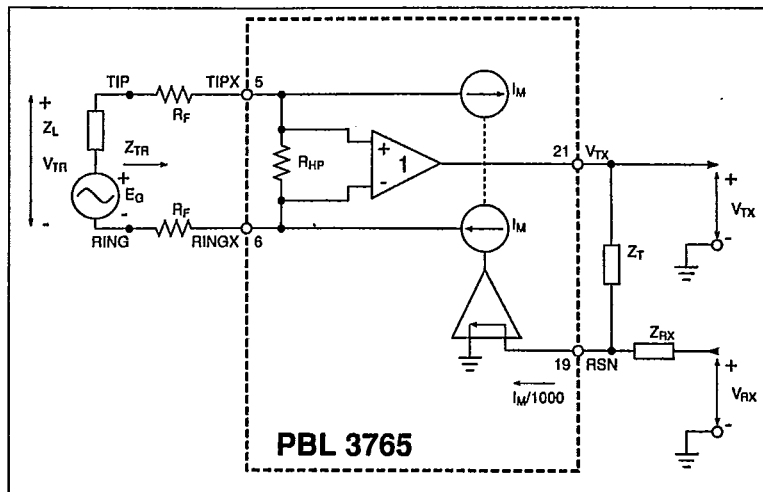 TIP
TIPX
5
I_M
+
R_F
Z_L
Z_TR
V_TR
R_HP
+
1
-
21
V_TX
+
E_G
-
+
V_TX
-
-
R_F
I_M
RING
RINGX
6
Z_T
Z_RX
19
RSN
+
I_M/1000
V_RX
-
PBL 3765